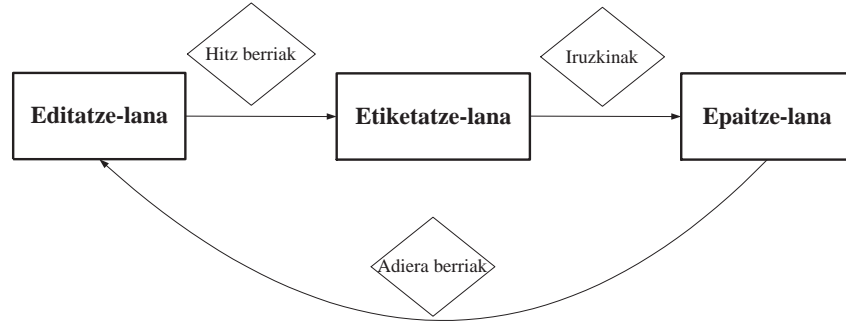 Hitz berriak
Iruzkinak
Editatze-lana
Etiketatze-lana
Epaitze-lana
Adiera berriak